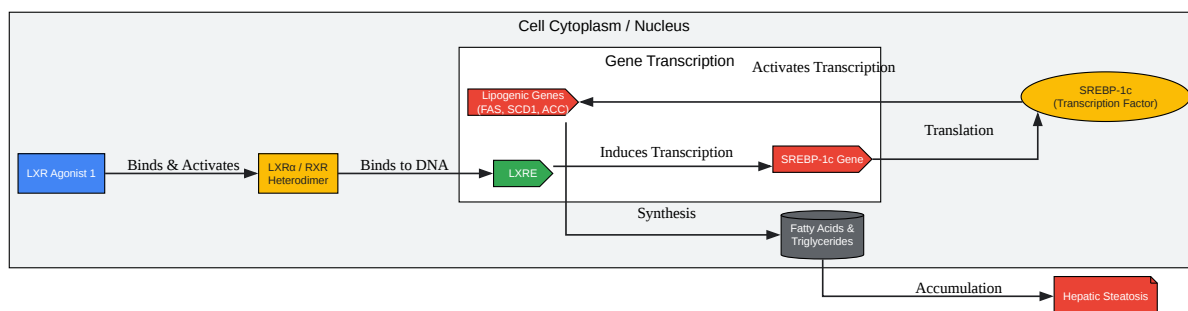 Cell Cytoplasm / Nucleus
Gene Transcription
Activates Transcription
Lipogenic Genes
(FAS, SCD1, ACC)
SREBP-1c
(Transcription Factor)
Translation
LXR Agonist 1
Binds & Activates
LXRα / RXR
Heterodimer
Binds to DNA
LXRE
Induces Transcription
SREBP-1c Gene
Synthesis
Fatty Acids &
Triglycerides
Accumulation
Hepatic Steatosis